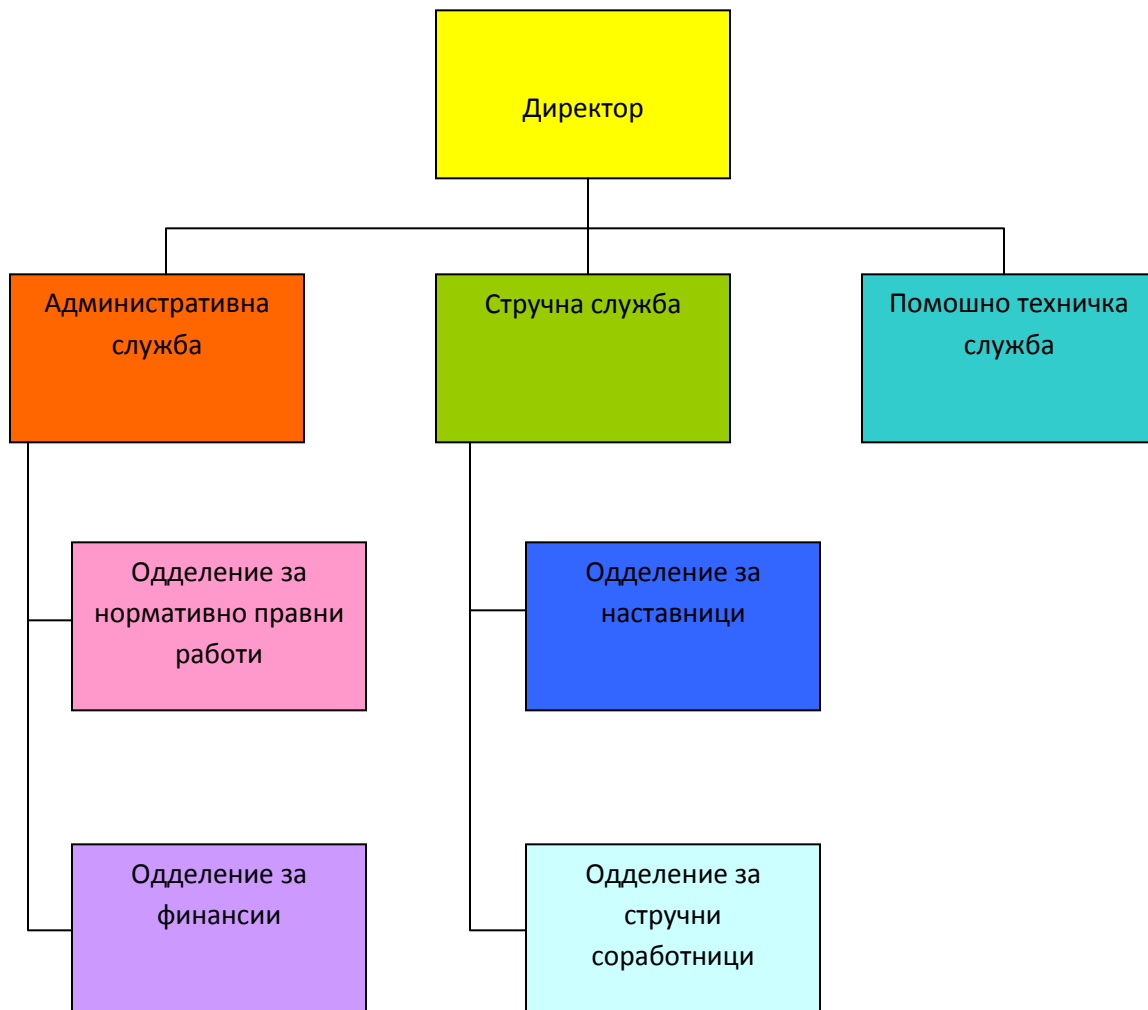 Директор
Административна
служба
Стручна служба
Помошно техничка
служба
Одделение за
нормативно правни
работи
Одделение за
наставници
Одделение за
финансии
Одделение за
стручни
соработници